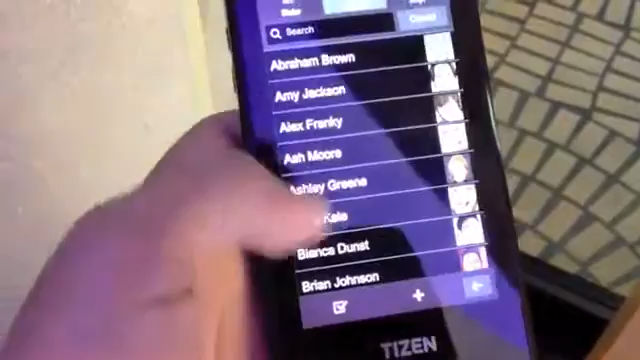 Search
Cancel
Abraham Brown
Amy Jackson
Alex Franky
Ash Moore
Ashley Greene
Kate
Bianca Dunst
Brian Johnson
TIZEN